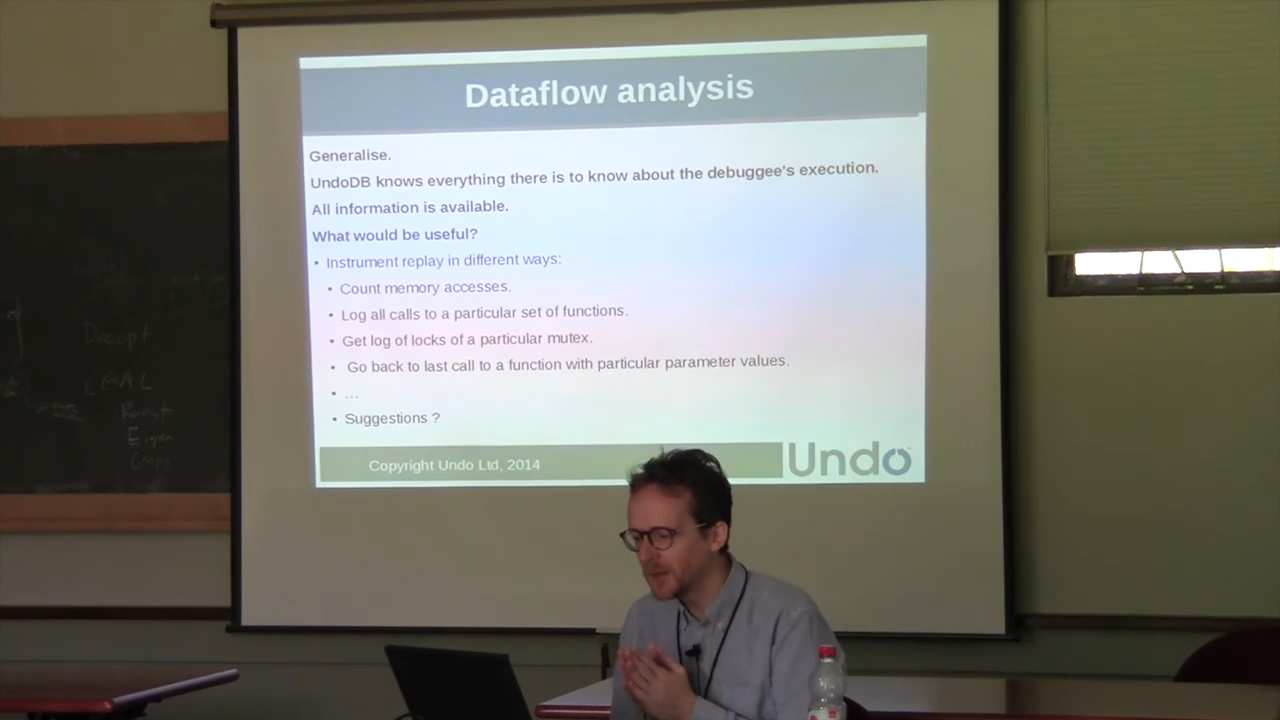 Dataflow analysis
Generalise.
UndoDB knows everything there is to know about the debuggee's execution.
All information is available.
What would be useful?
• Instrument replay in different ways:
• Count memory accesses.
• Log all calls to a particular set of functions.
• Get log of locks of a particular mutex.
• Go back to last call to a function with particular parameter values.
• ...
• Suggestions ?
Copyright Undo Ltd, 2014
Undo